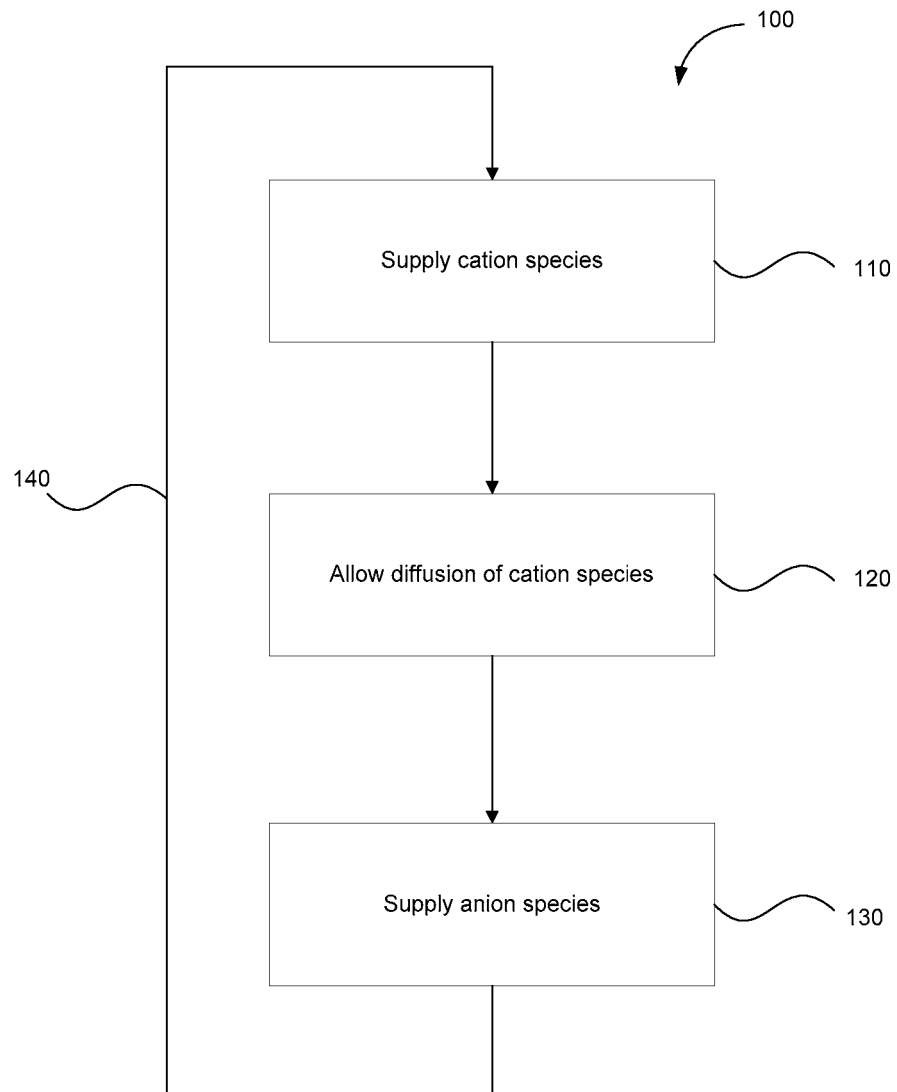 100
Supply cation species
110
140
Allow diffusion of cation species
120
Supply anion species
130